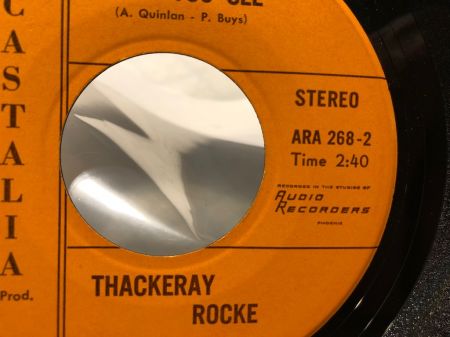 (A. Quinlan - P. Buys)
CASTALIA
Prod.
STEREO
ARA 268-2
Time 2:40
RECORDED IN THE STUDIOS OF
AUDIO
RECORDERS
PHOENIX
THACKERAY
ROCKE